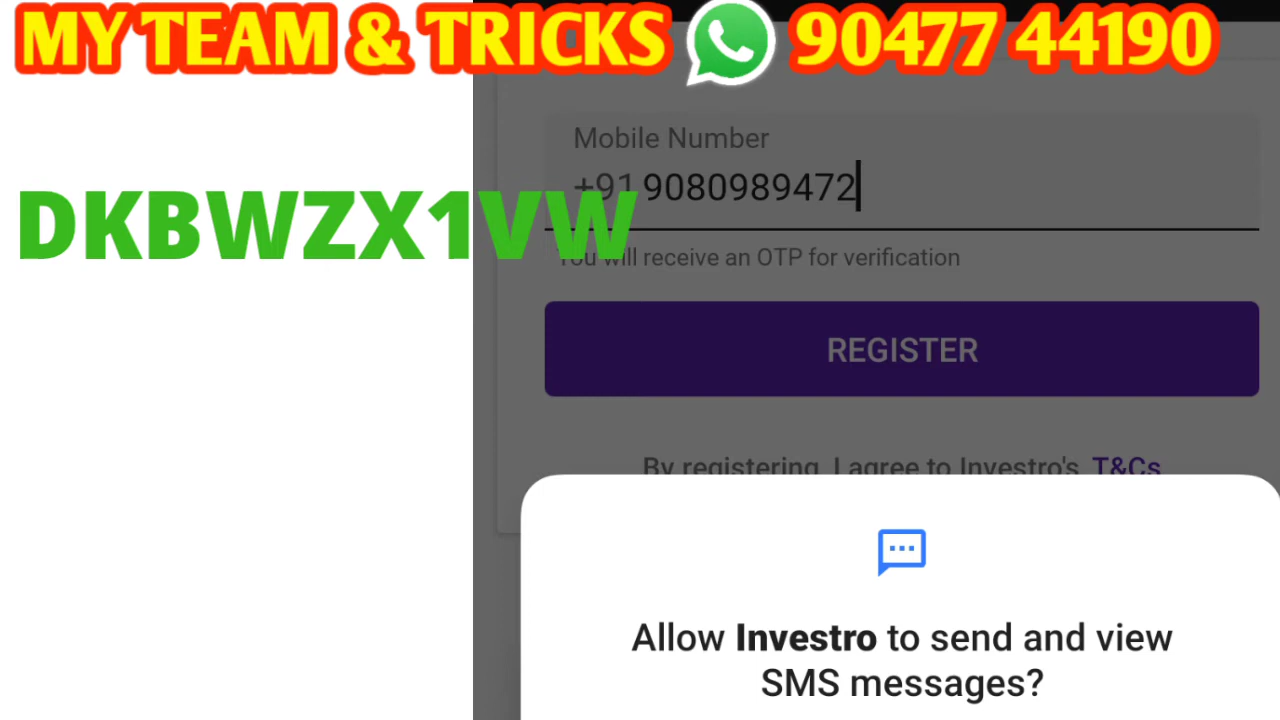 MY TEAM & TRICKS 90477 44190
Mobile Number
+91 9080989472
DKBWZX1VW
You will receive an OTP for verification
REGISTER
By registering, I agree to Investro's T&Cs
Allow Investro to send and view
SMS messages?